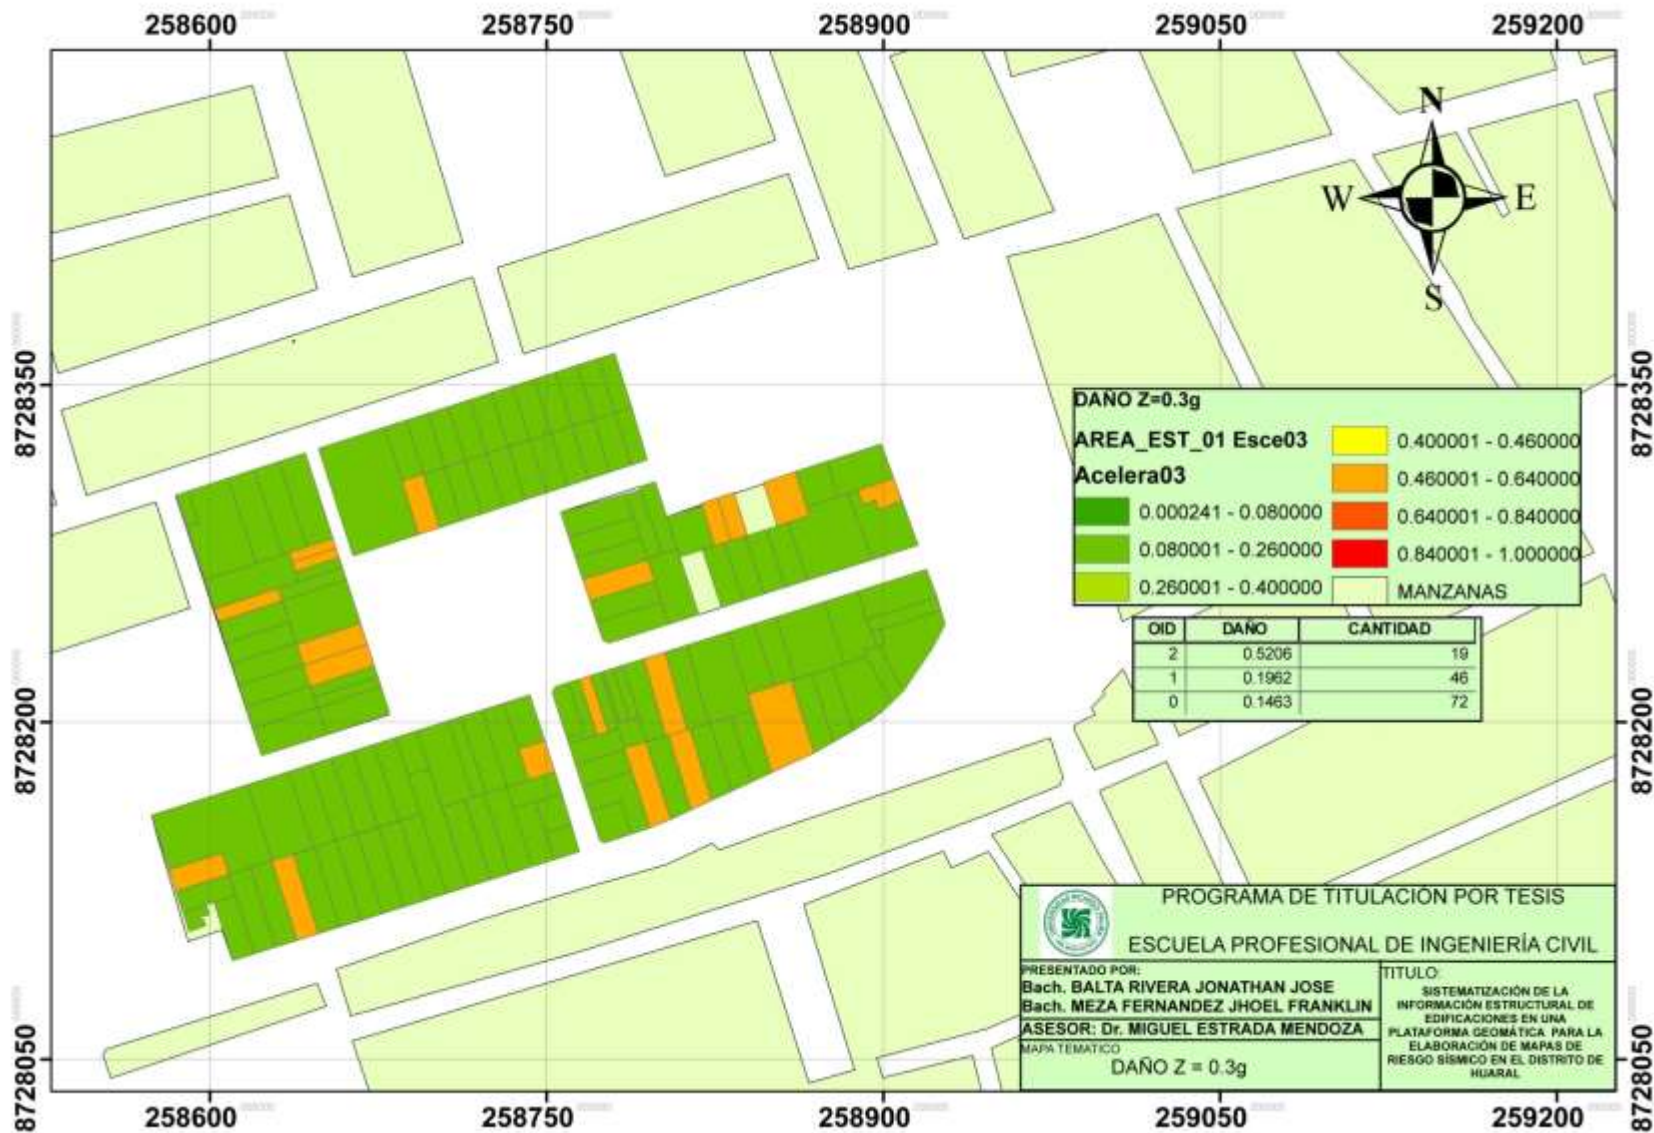 258600 258750 258900 259050 259200
N
W E
S
8728350 8728350
DAÑO Z=0.3g
AREA_EST_01 Esce03
Acelera03
0.000241 - 0.080000
0.080001 - 0.260000
0.260001 - 0.400000
0.400001 - 0.460000
0.460001 - 0.640000
0.640001 - 0.840000
0.840001 - 1.000000
MANZANAS
OID DAÑO CANTIDAD
2 0.5206 19
1 0.1962 46
0 0.1463 72
8728200 8728200
PROGRAMA DE TITULACIÓN POR TESIS
ESCUELA PROFESIONAL DE INGENIERÍA CIVIL
PRESENTADO POR:
Bach. BALTA RIVERA JONATHAN JOSE
Bach. MEZA FERNANDEZ JHOEL FRANKLIN
ASESOR: Dr. MIGUEL ESTRADA MENDOZA
MAPA TEMATICO
DAÑO Z = 0.3g
TITULO:
SISTEMATIZACIÓN DE LA
INFORMACIÓN ESTRUCTURAL DE
EDIFICACIONES EN UNA
PLATAFORMA GEOMÁTICA PARA LA
ELABORACIÓN DE MAPAS DE
RIESGO SÍSMICO EN EL DISTRITO DE
HUARAL
8728050 8728050
258600 258750 258900 259050 259200